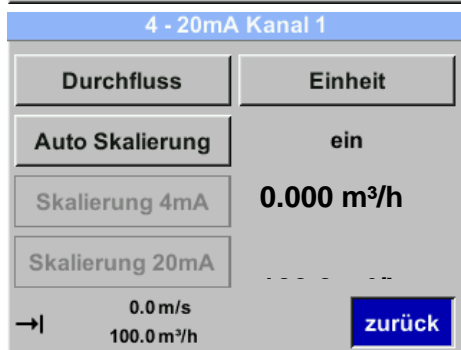 4 - 20mA Kanal 1
Durchfluss Einheit
Auto Skalierung ein
Skalierung 4mA 0.000 m³/h
Skalierung 20mA
0.0 m/s
100.0 m³/h
zurück